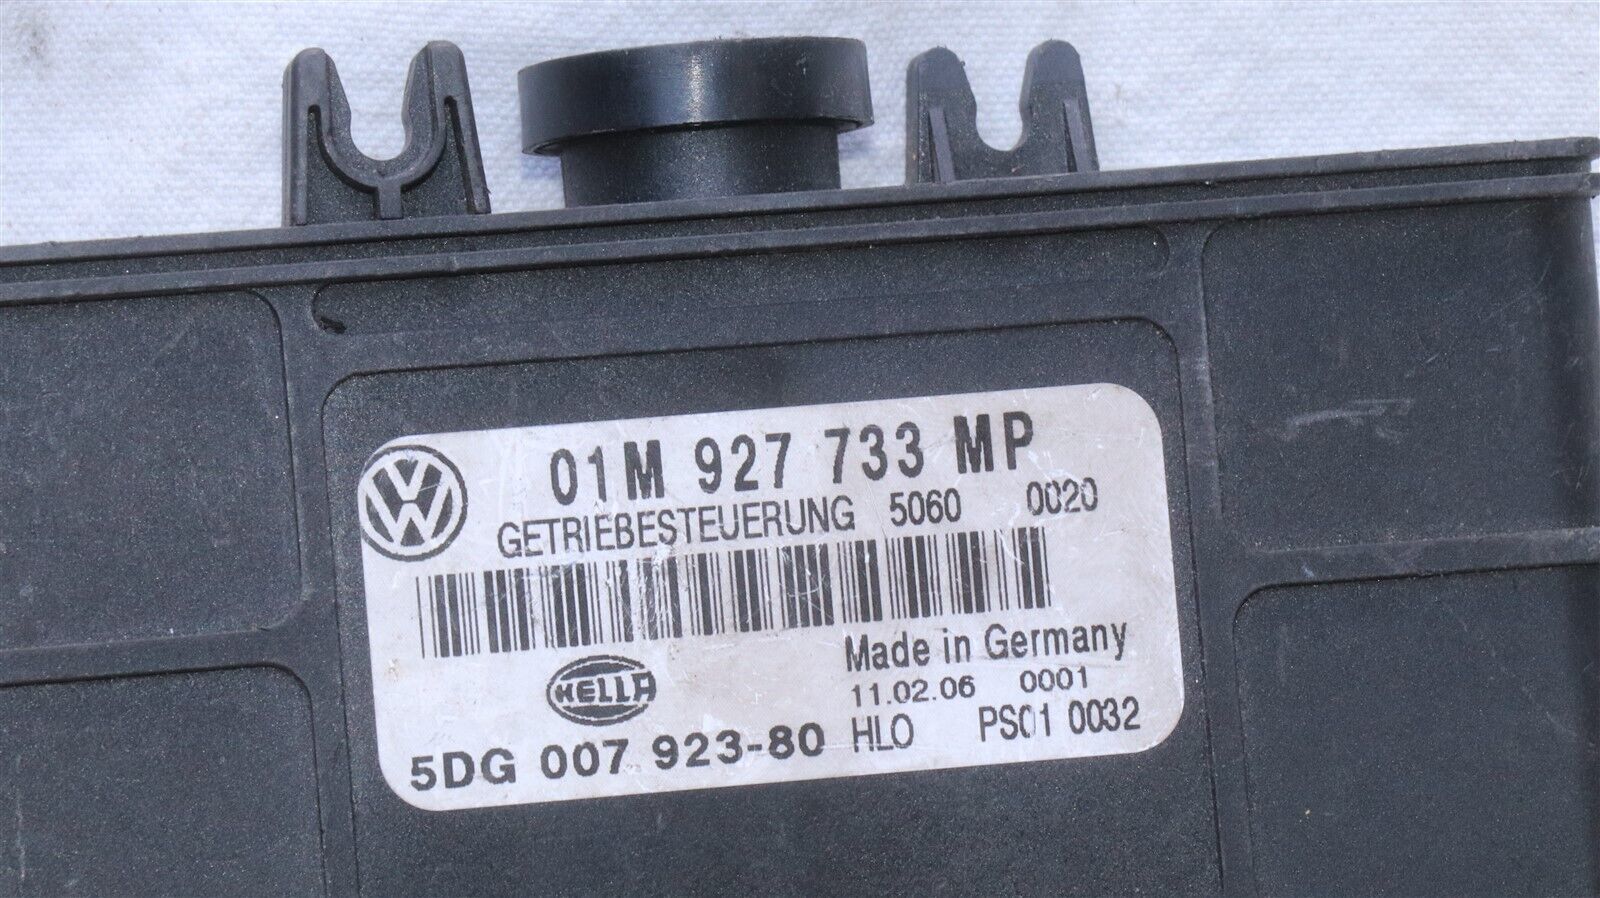 01M 927 733 MP
GETRIEBESTEUERUNG 5060 0020
Made in Germany
HELLA
11.02.06 0001
5DG 007 923-80 HLO PS01 0032